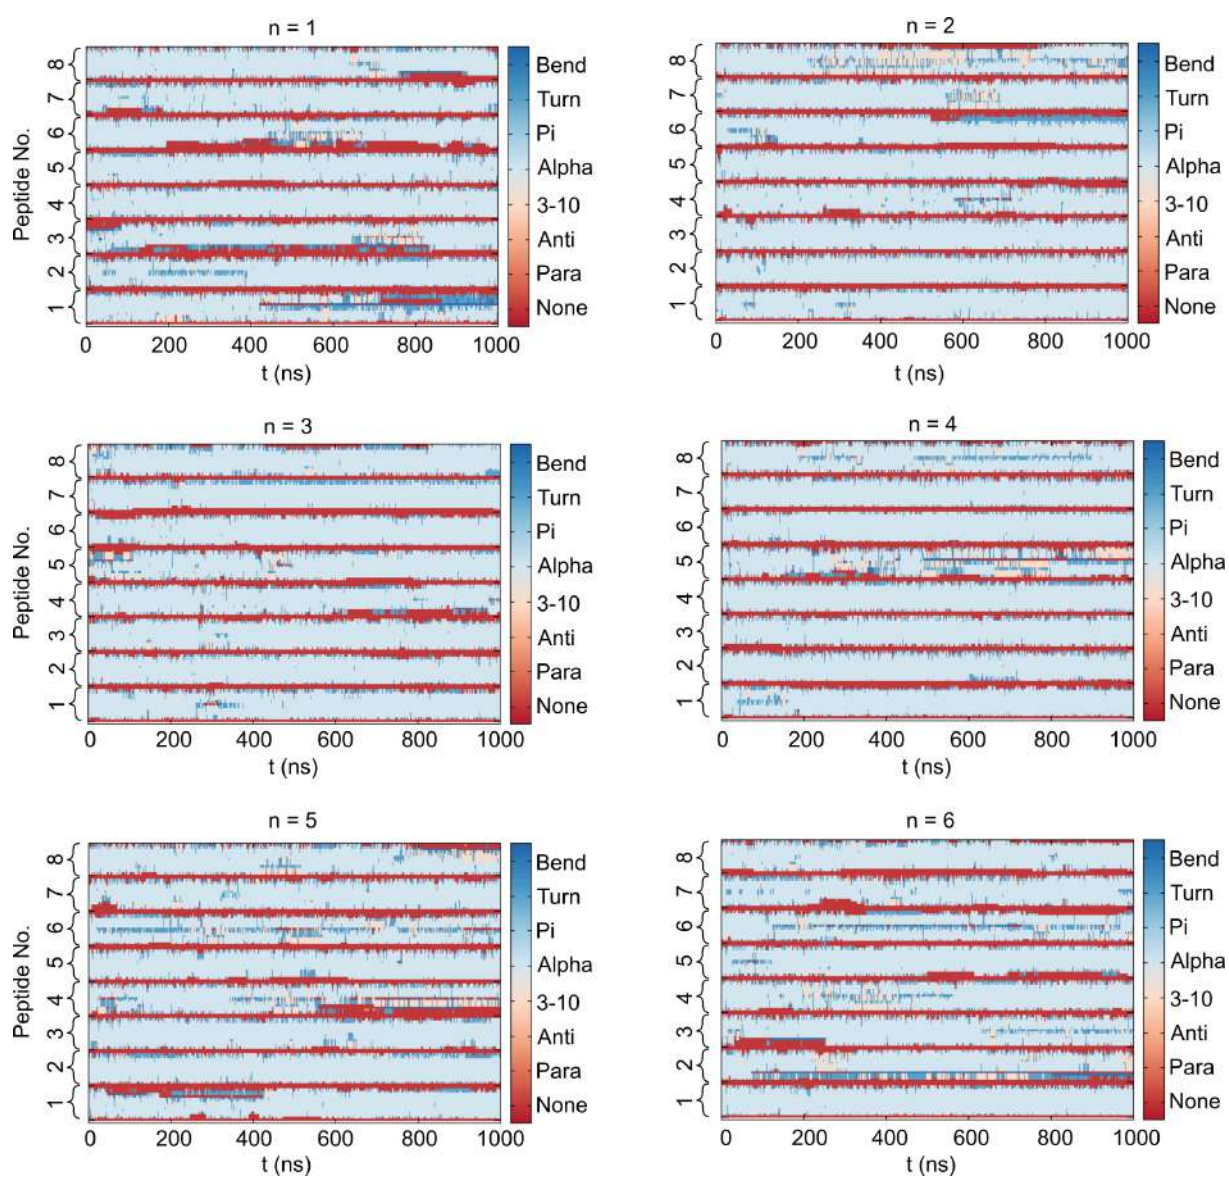 n = 1
Peptide No.
8
7
6
5
4
3
2
1
0 200 400 600 800 1000
t (ns)
Bend
Turn
Pi
Alpha
3-10
Anti
Para
None
n = 2
8
7
6
5
4
3
2
1
0 200 400 600 800 1000
t (ns)
Bend
Turn
Pi
Alpha
3-10
Anti
Para
None
n = 3
Peptide No.
8
7
6
5
4
3
2
1
0 200 400 600 800 1000
t (ns)
Bend
Turn
Pi
Alpha
3-10
Anti
Para
None
n = 4
8
7
6
5
4
3
2
1
0 200 400 600 800 1000
t (ns)
Bend
Turn
Pi
Alpha
3-10
Anti
Para
None
n = 5
Peptide No.
8
7
6
5
4
3
2
1
0 200 400 600 800 1000
t (ns)
Bend
Turn
Pi
Alpha
3-10
Anti
Para
None
n = 6
8
7
6
5
4
3
2
1
0 200 400 600 800 1000
t (ns)
Bend
Turn
Pi
Alpha
3-10
Anti
Para
None